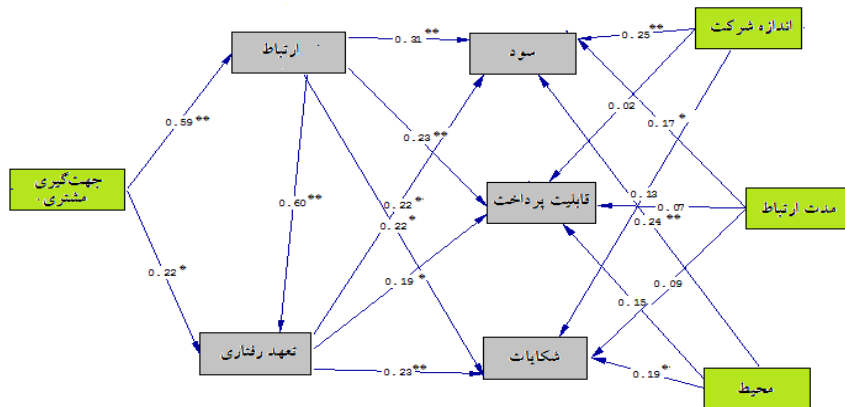 اندازه شرکت
ارتباط
0.31**
سود
0.25**
0.02
0.59**
0.23**
0.17*
جهت‌گیری
مشتری
0.60**
0.22*
0.22**
0.22*
قابلیت پرداخت
0.13
0.07
0.24**
مدت ارتباط
0.22*
0.19*
0.15
0.09
تعهد رفتاری
0.23**
شکایات
0.19*
محیط